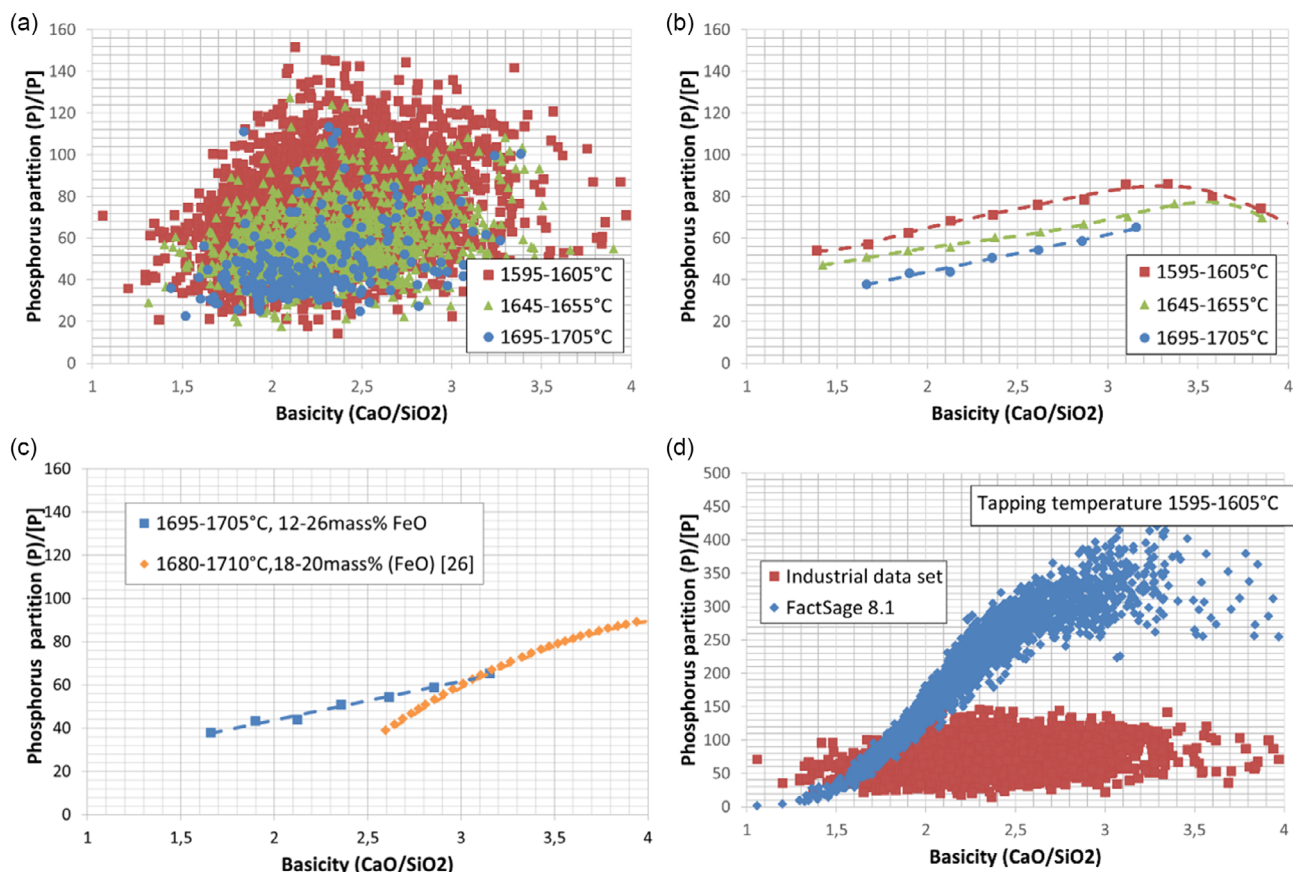 (a)
Phosphorus partition (P)/[P]
160
140
120
100
80
60
40
20
0
1595-1605°C
1645-1655°C
1695-1705°C
1
1,5
2
2,5
3
3,5
4
Basicity (CaO/SiO2)
(b)
Phosphorus partition (P)/[P]
160
140
120
100
80
60
40
20
0
1595-1605°C
1645-1655°C
1695-1705°C
1
1,5
2
2,5
3
3,5
4
Basicity (CaO/SiO2)
(c)
Phosphorus partition (P)/[P]
160
140
120
100
80
60
40
20
0
1695-1705°C, 12-26mass% FeO
1680-1710°C,18-20mass% (FeO) [26]
1
1,5
2
2,5
3
3,5
4
Basicity (CaO/SiO2)
(d)
Phosphorus partition (P)/[P]
500
450
400
350
300
250
200
150
100
50
0
Tapping temperature 1595-1605°C
Industrial data set
FactSage 8.1
1
1,5
2
2,5
3
3,5
4
Basicity (CaO/SiO2)